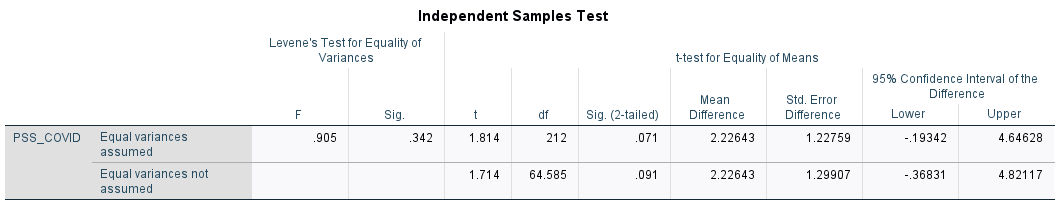 Independent Samples Test
Levene's Test for Equality of
Variances
t-test for Equality of Means
95% Confidence Interval of the
Difference
F
Sig.
t
df
Sig. (2-tailed)
Mean
Difference
Std. Error
Difference
Lower
Upper
PSS_COVID
Equal variances
assumed
.905
.342
1.814
212
.071
2.22643
1.22759
-.19342
4.64628
Equal variances not
assumed
1.714
64.585
.091
2.22643
1.29907
-.36831
4.82117